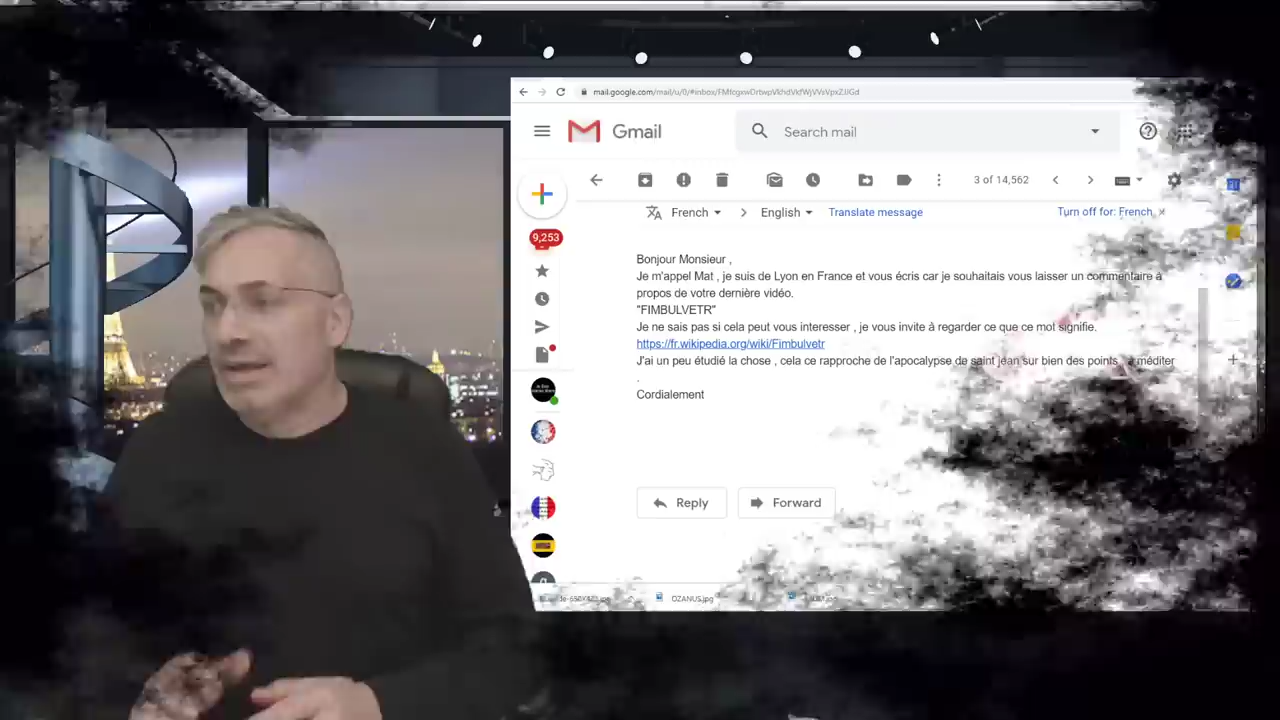 mail.google.com/mail/u/0/#inbox/
Gmail
Search mail
3 of 14,562
French
English
Translate message
Turn off for: French x
9,253
Bonjour Monsieur ,
Je m'appel Mat , je suis de Lyon en France et vous écris car je souhaitais vous laisser un commentaire à
propos de votre dernière vidéo.
"FIMBULVETR"
Je ne sais pas si cela peut vous interesser , je vous invite à regarder ce que ce mot signifie.
https://fr.wikipedia.org/wiki/Fimbulvetr
J'ai un peu étudié la chose , cela ce rapproche de l'apocalypse de saint jean sur bien des points , à méditer
.
Cordialement
Reply
Forward
OZANUS.jpg